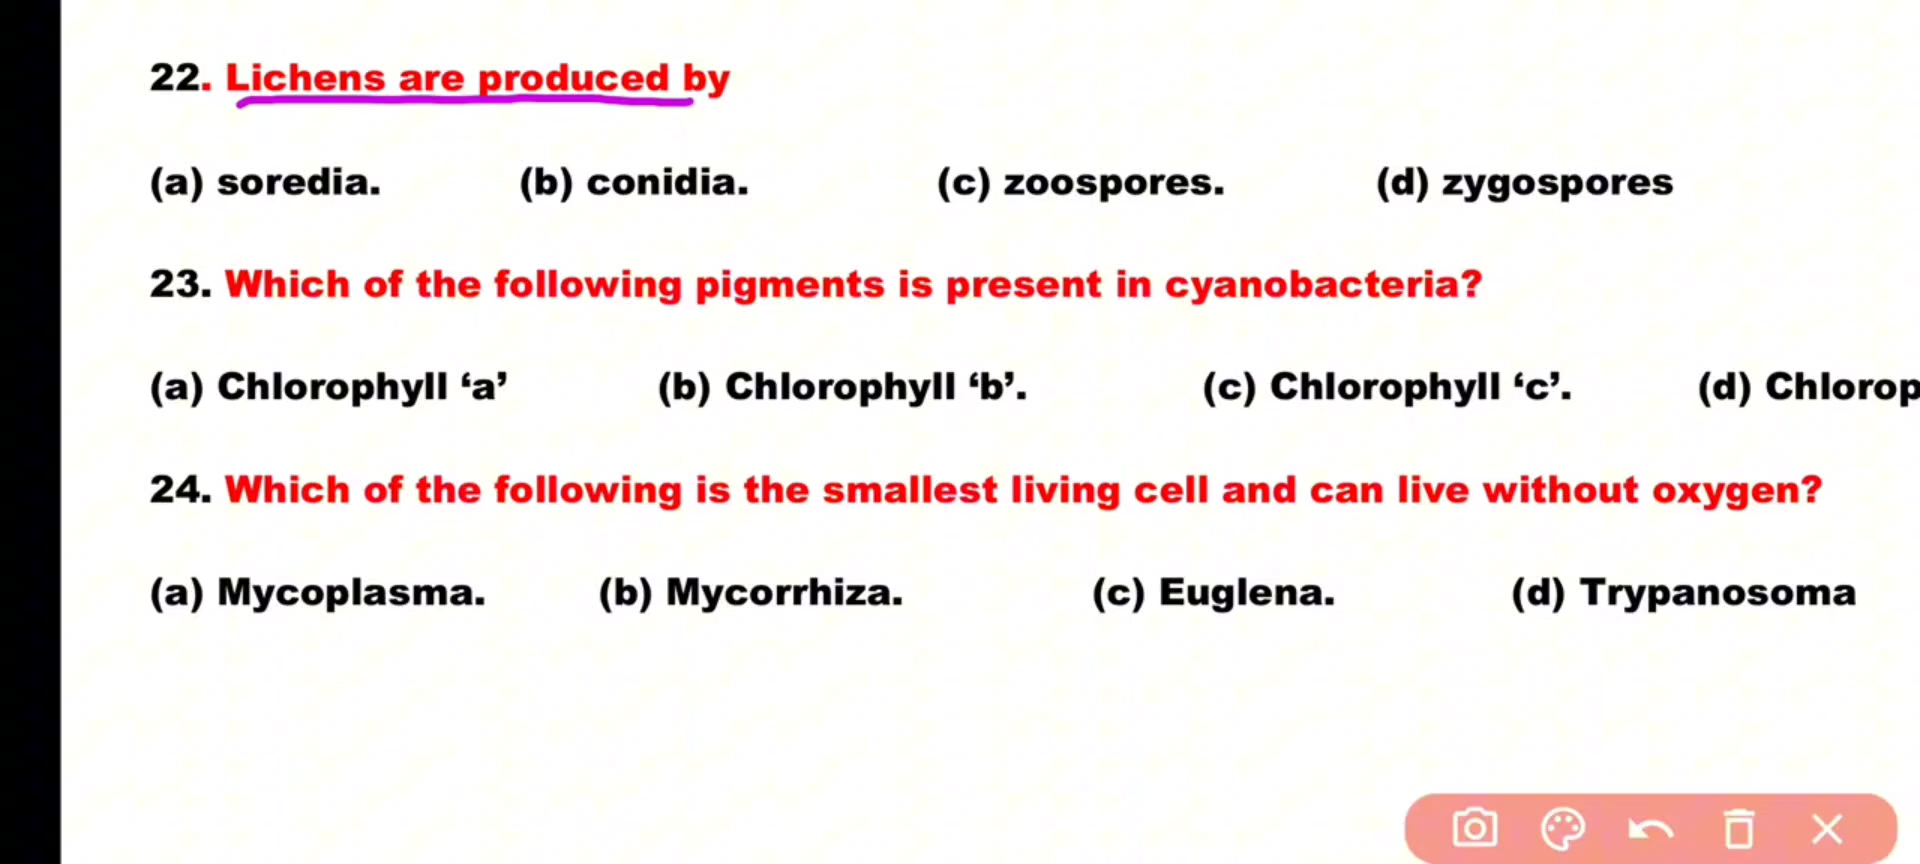 22. Lichens are produced by
(a) soredia. (b) conidia. (c) zoospores. (d) zygospores
23. Which of the following pigments is present in cyanobacteria?
(a) Chlorophyll ‘a’ (b) Chlorophyll ‘b’. (c) Chlorophyll ‘c’. (d) Chlorop
24. Which of the following is the smallest living cell and can live without oxygen?
(a) Mycoplasma. (b) Mycorrhiza. (c) Euglena. (d) Trypanosoma